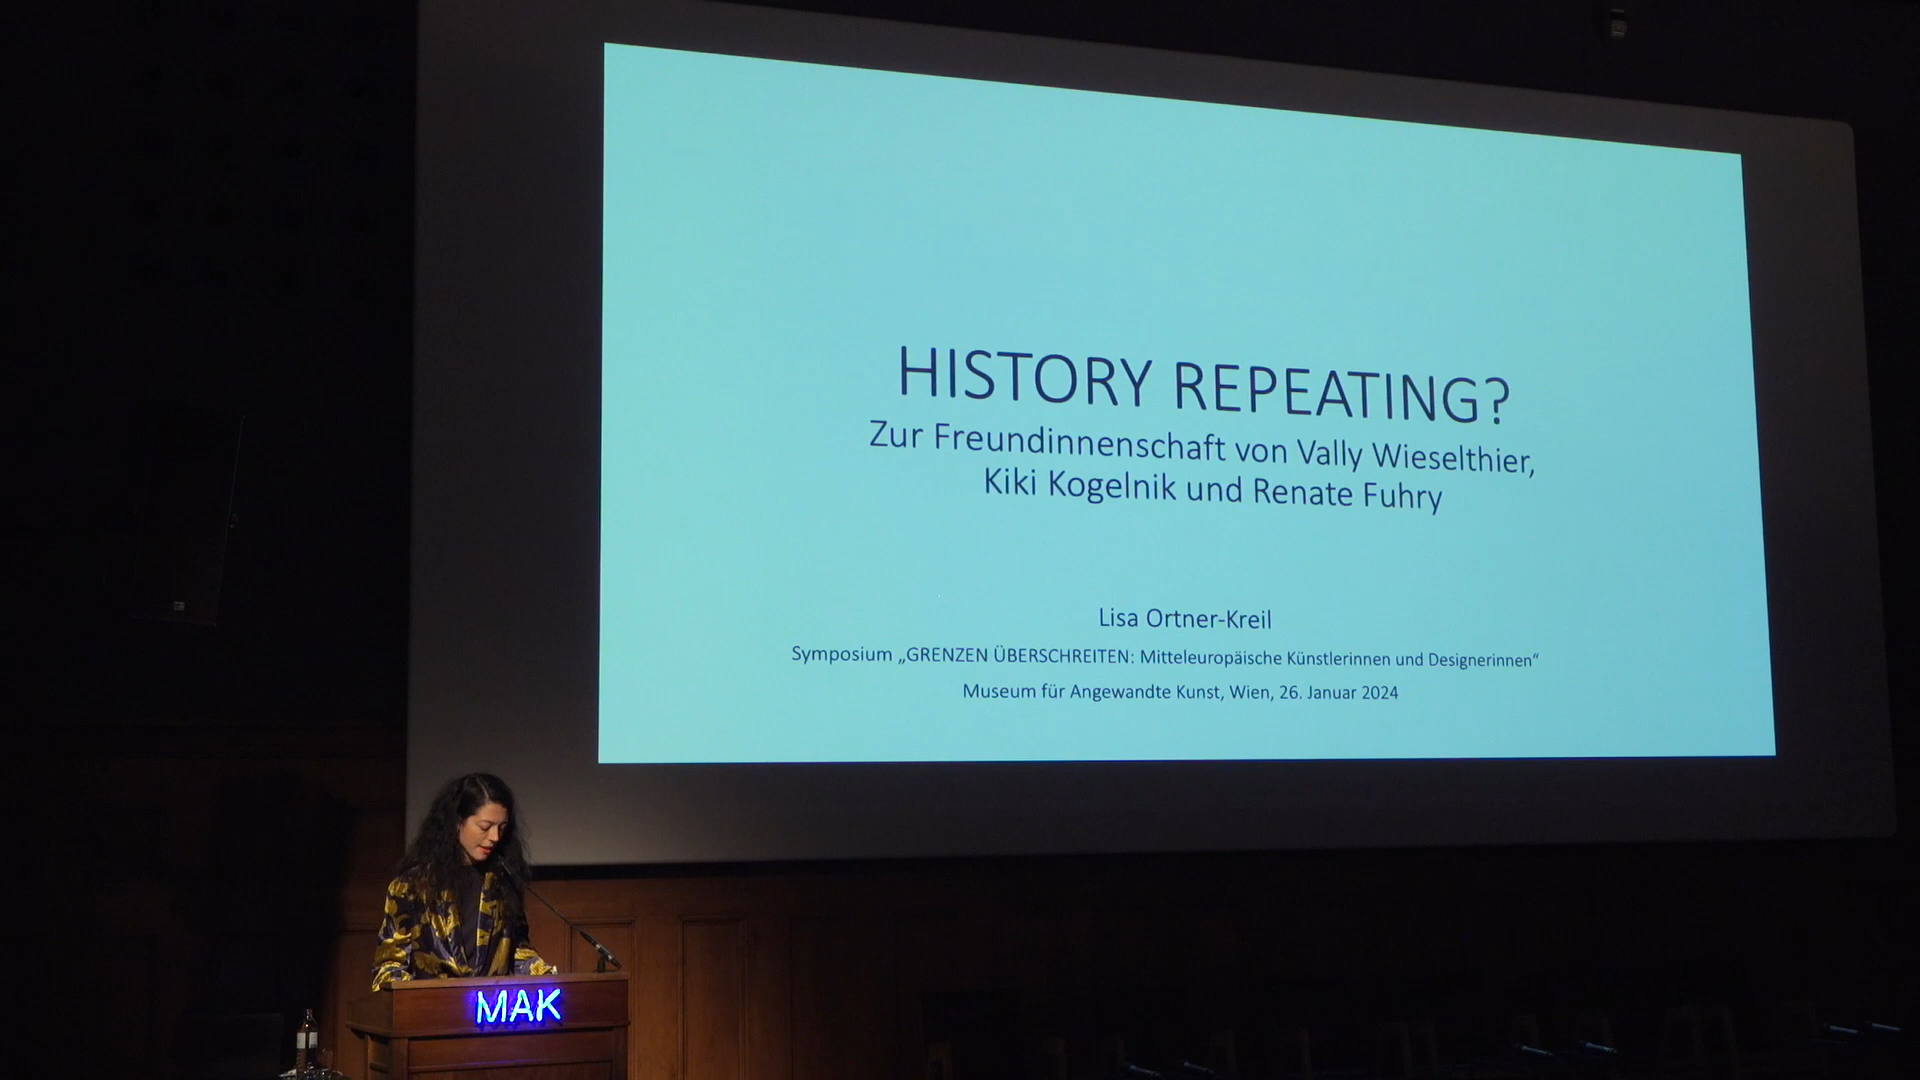 HISTORY REPEATING?
Zur Freundinnenschaft von Vally Wieselthier,
Kiki Kogelnik und Renate Fuhry
Lisa Ortner-Kreil
Symposium „GRENZEN ÜBERSCHREITEN: Mitteleuropäische Künstlerinnen und Designerinnen“
Museum für Angewandte Kunst, Wien, 26. Januar 2024
MAK